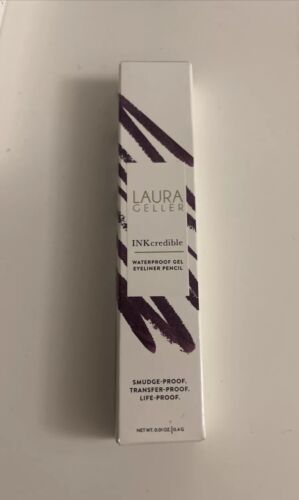 LAURA
GELLER
INKcredible
WATERPROOF GEL
EYELINER PENCIL
SMUDGE-PROOF.
TRANSFER-PROOF.
LIFE-PROOF.
NET WT. 0.01 OZ. | 0.4 G